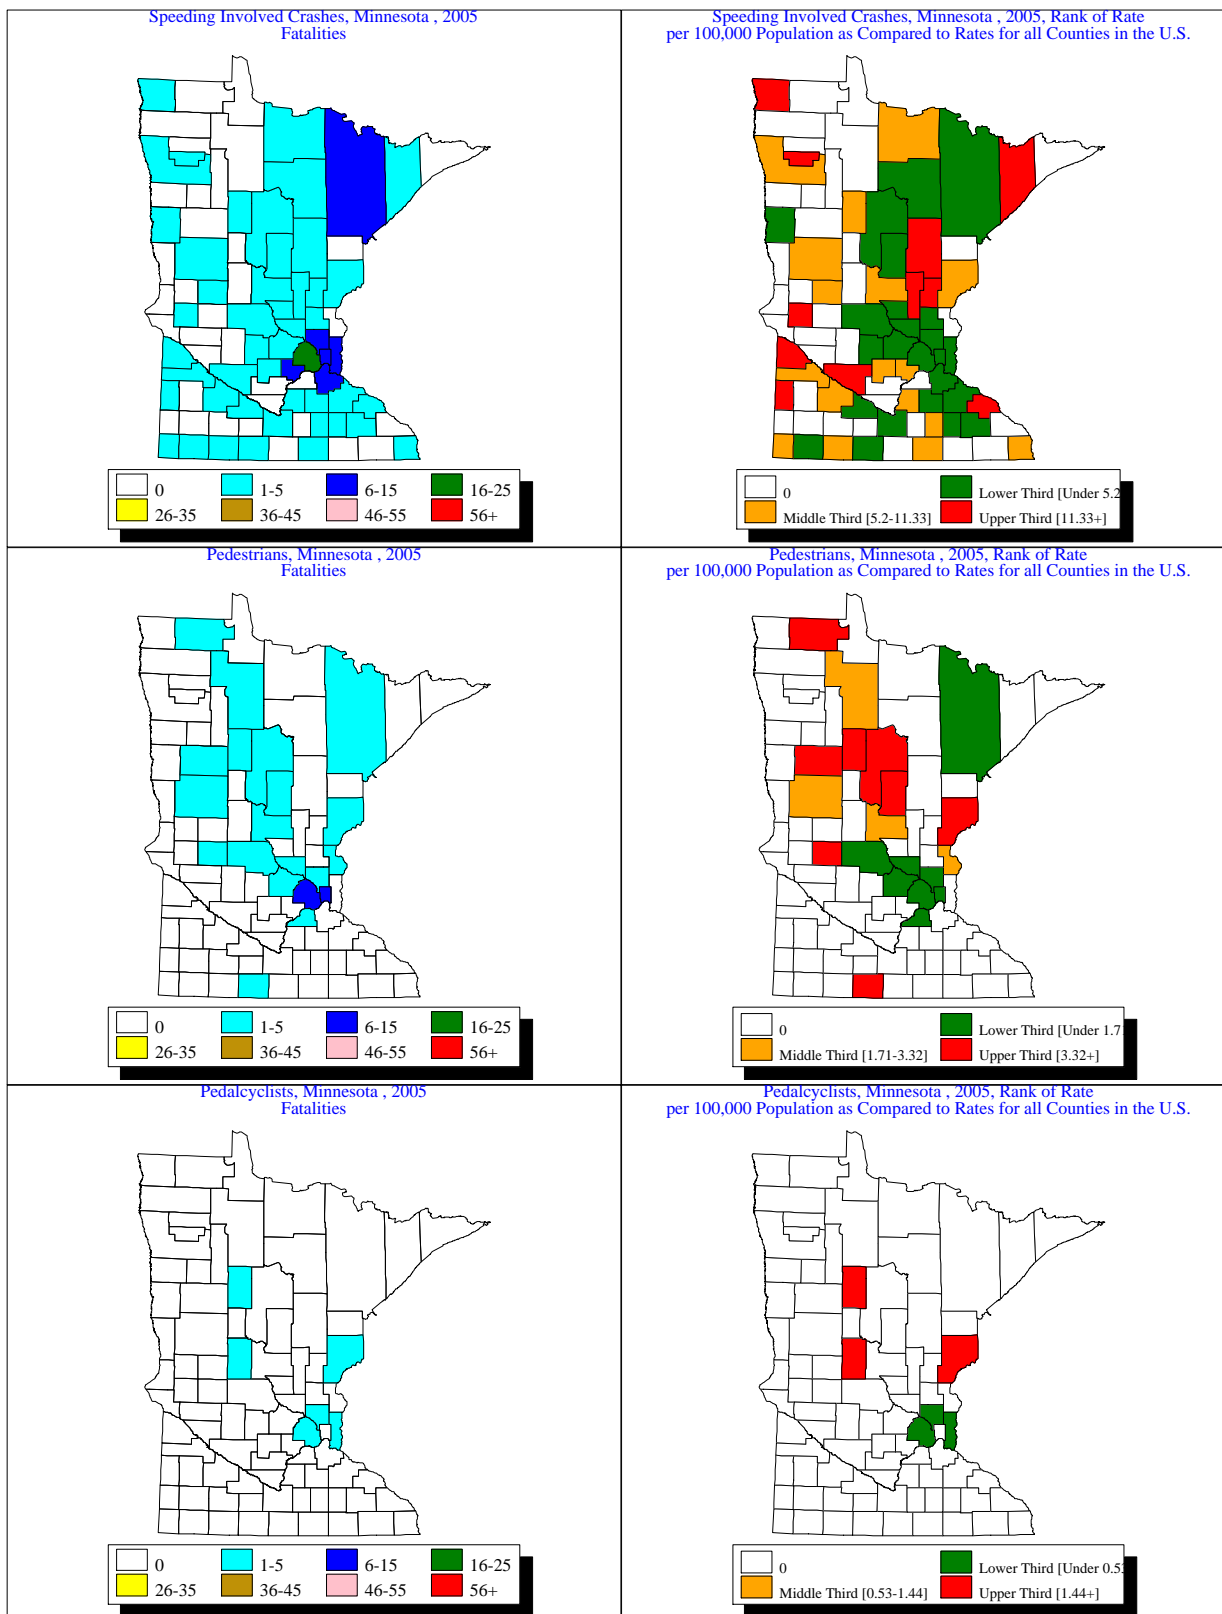 Speeding Involved Crashes, Minnesota , 2005
Fatalities
0
1-5
6-15
16-25
26-35
36-45
46-55
56+
Speeding Involved Crashes, Minnesota , 2005, Rank of Rate
per 100,000 Population as Compared to Rates for all Counties in the U.S.
0
Lower Third [Under 5.2
Middle Third [5.2-11.33]
Upper Third [11.33+]
Pedestrians, Minnesota , 2005
Fatalities
0
1-5
6-15
16-25
26-35
36-45
46-55
56+
Pedestrians, Minnesota , 2005, Rank of Rate
per 100,000 Population as Compared to Rates for all Counties in the U.S.
0
Lower Third [Under 1.7
Middle Third [1.71-3.32]
Upper Third [3.32+]
Pedalcyclists, Minnesota , 2005
Fatalities
0
1-5
6-15
16-25
26-35
36-45
46-55
56+
Pedalcyclists, Minnesota , 2005, Rank of Rate
per 100,000 Population as Compared to Rates for all Counties in the U.S.
0
Lower Third [Under 0.53
Middle Third [0.53-1.44]
Upper Third [1.44+]